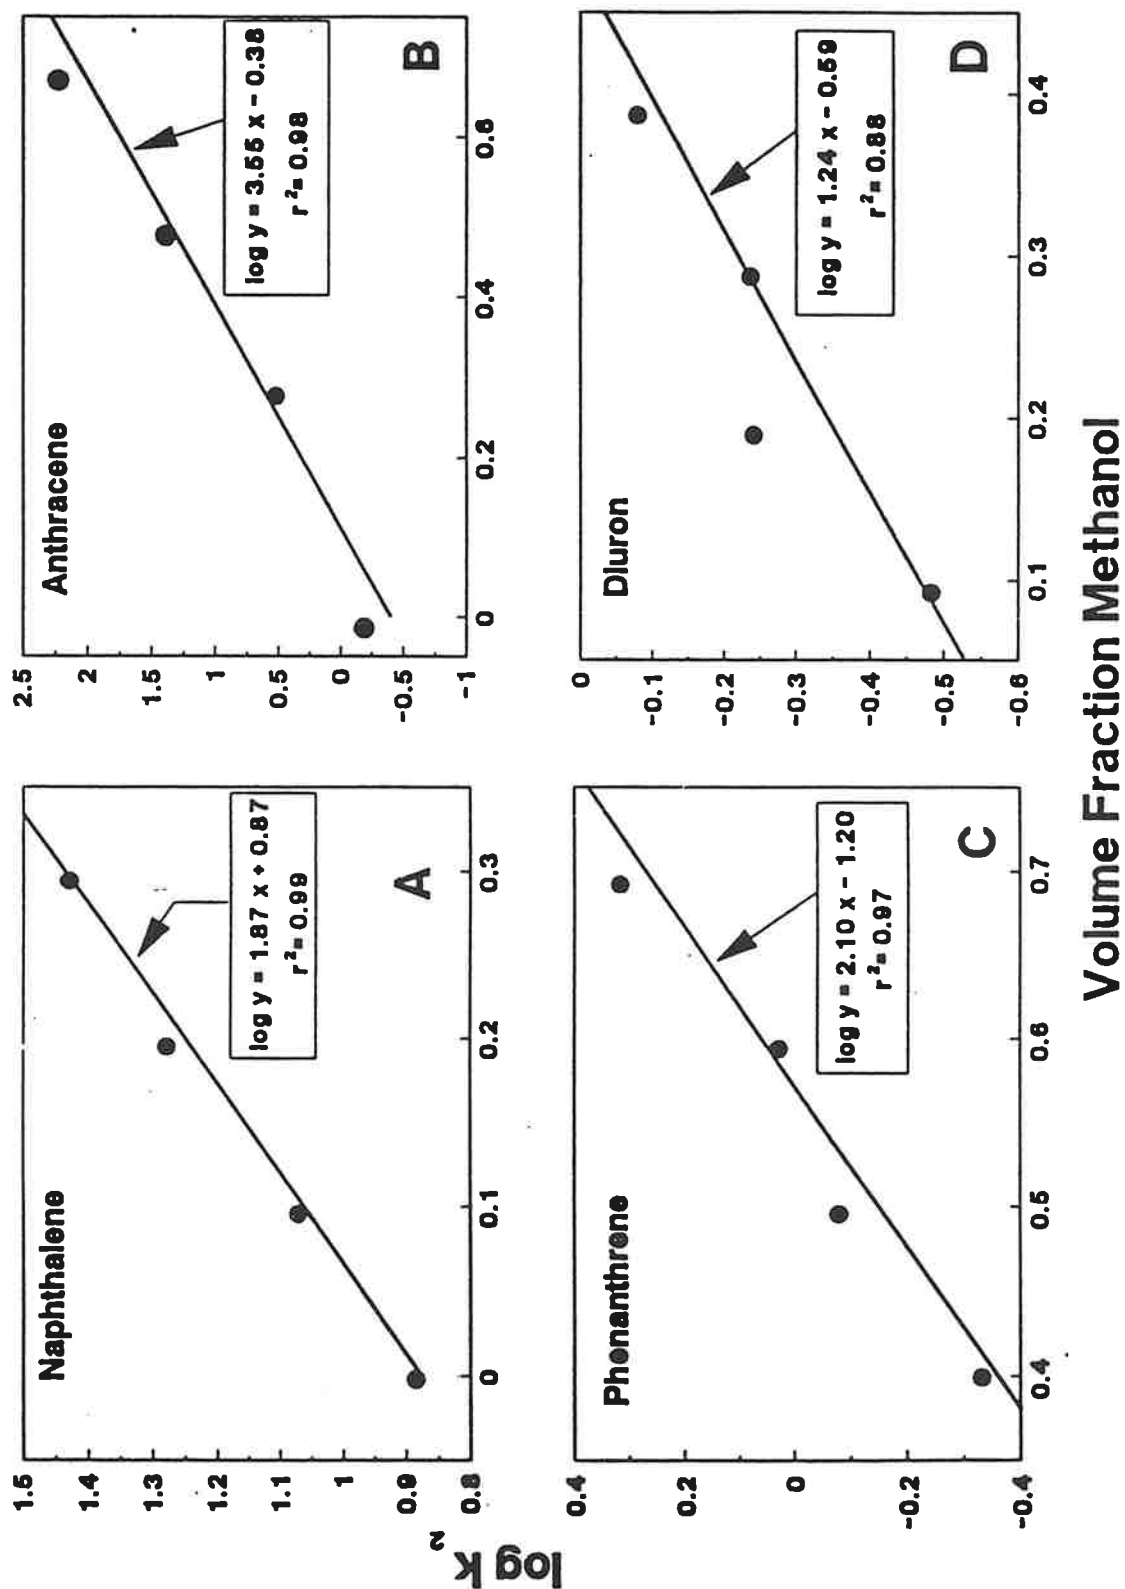 Naphthalene
1.5
1.4
1.3
1.2
1.1
1
0.9
0.8
0
0.1
0.2
0.3
log y = 1.87 x + 0.87
r²= 0.99
A
Anthracene
2.5
2
1.5
1
0.5
0
-0.5
-1
0
0.2
0.4
0.6
log y = 3.55 x - 0.38
r²= 0.98
B
log k₂
Phenanthrene
0.4
0.2
0
-0.2
-0.4
0.4
0.5
0.6
0.7
log y = 2.10 x - 1.20
r²= 0.97
C
Diuron
0
-0.1
-0.2
-0.3
-0.4
-0.5
-0.6
0.1
0.2
0.3
0.4
log y = 1.24 x - 0.59
r²= 0.88
D
Volume Fraction Methanol